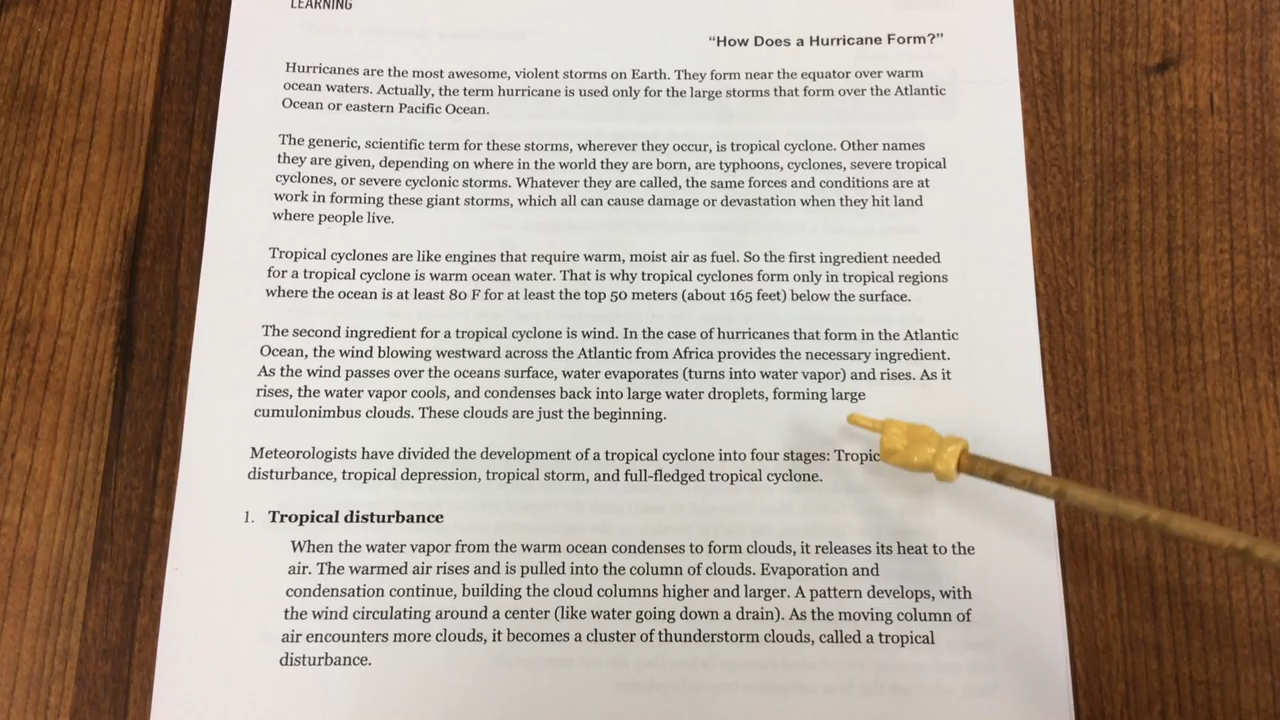 LEARNING
“How Does a Hurricane Form?”
Hurricanes are the most awesome, violent storms on Earth. They form near the equator over warm
ocean waters. Actually, the term hurricane is used only for the large storms that form over the Atlantic
Ocean or eastern Pacific Ocean.
The generic, scientific term for these storms, wherever they occur, is tropical cyclone. Other names
they are given, depending on where in the world they are born, are typhoons, cyclones, severe tropical
cyclones, or severe cyclonic storms. Whatever they are called, the same forces and conditions are at
work in forming these giant storms, which all can cause damage or devastation when they hit land
where people live.
Tropical cyclones are like engines that require warm, moist air as fuel. So the first ingredient needed
for a tropical cyclone is warm ocean water. That is why tropical cyclones form only in tropical regions
where the ocean is at least 80 F for at least the top 50 meters (about 165 feet) below the surface.
The second ingredient for a tropical cyclone is wind. In the case of hurricanes that form in the Atlantic
Ocean, the wind blowing westward across the Atlantic from Africa provides the necessary ingredient.
As the wind passes over the oceans surface, water evaporates (turns into water vapor) and rises. As it
rises, the water vapor cools, and condenses back into large water droplets, forming large
cumulonimbus clouds. These clouds are just the beginning.
Meteorologists have divided the development of a tropical cyclone into four stages: Tropic
disturbance, tropical depression, tropical storm, and full-fledged tropical cyclone.
1. Tropical disturbance
When the water vapor from the warm ocean condenses to form clouds, it releases its heat to the
air. The warmed air rises and is pulled into the column of clouds. Evaporation and
condensation continue, building the cloud columns higher and larger. A pattern develops, with
the wind circulating around a center (like water going down a drain). As the moving column of
air encounters more clouds, it becomes a cluster of thunderstorm clouds, called a tropical
disturbance.